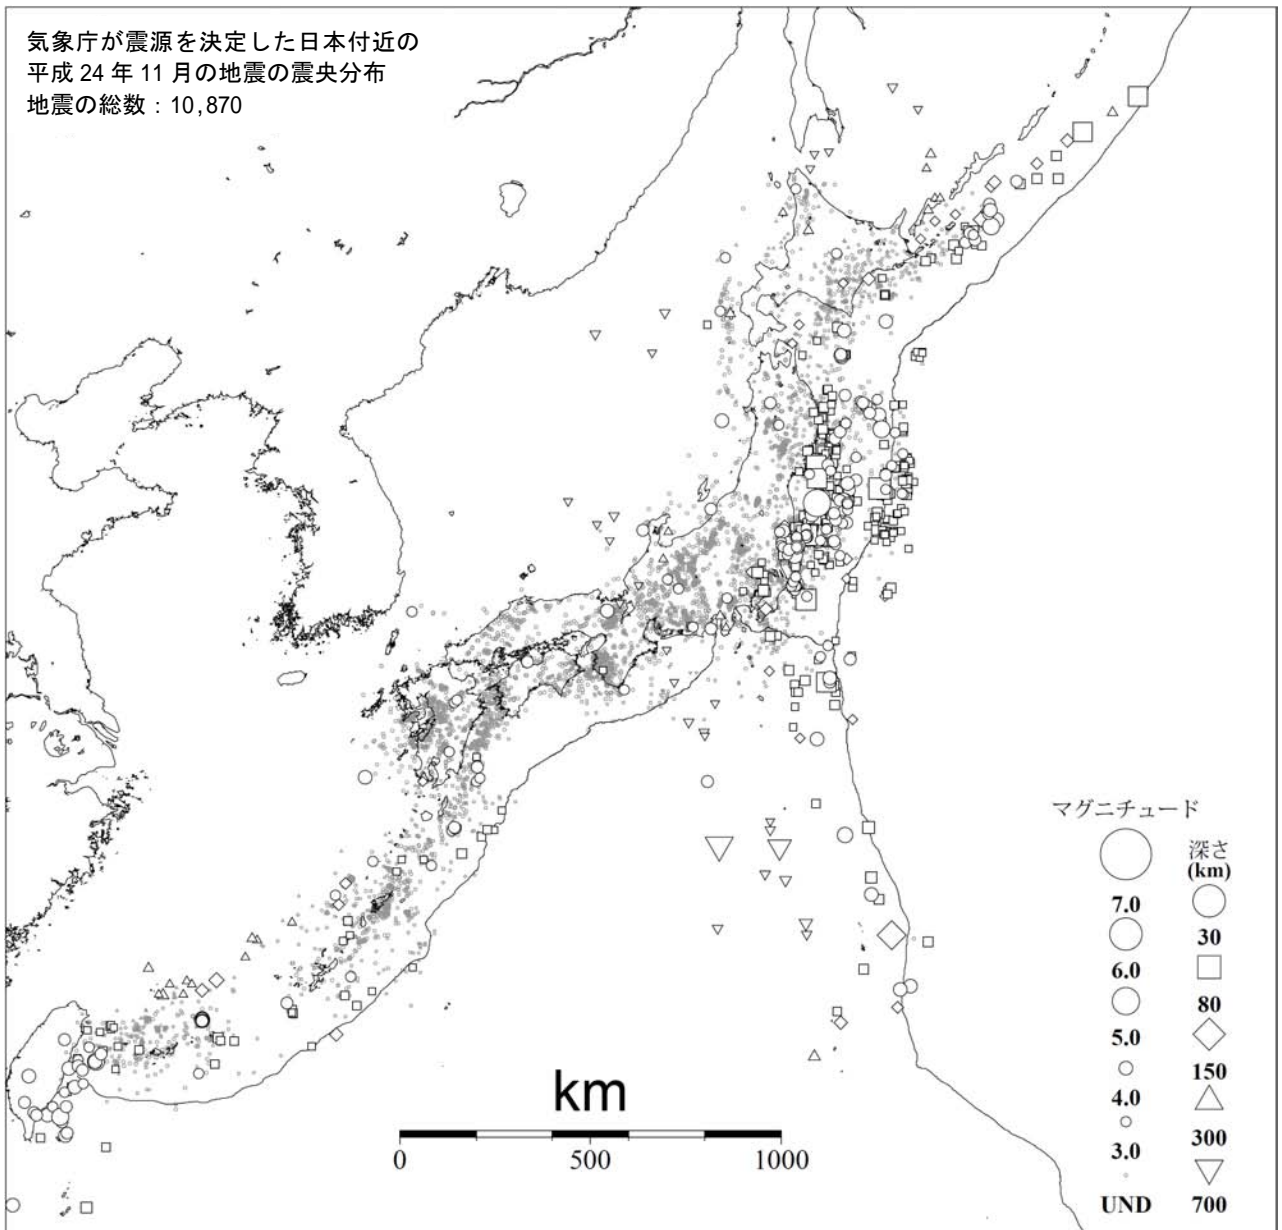 気象庁が震源を決定した日本付近の
平成 24 年 11 月の地震の震央分布
地震の総数：10,870
マグニチュード
深さ
(km)
7.0
30
6.0
80
5.0
150
4.0
300
3.0
UND 700
km
0 500 1000